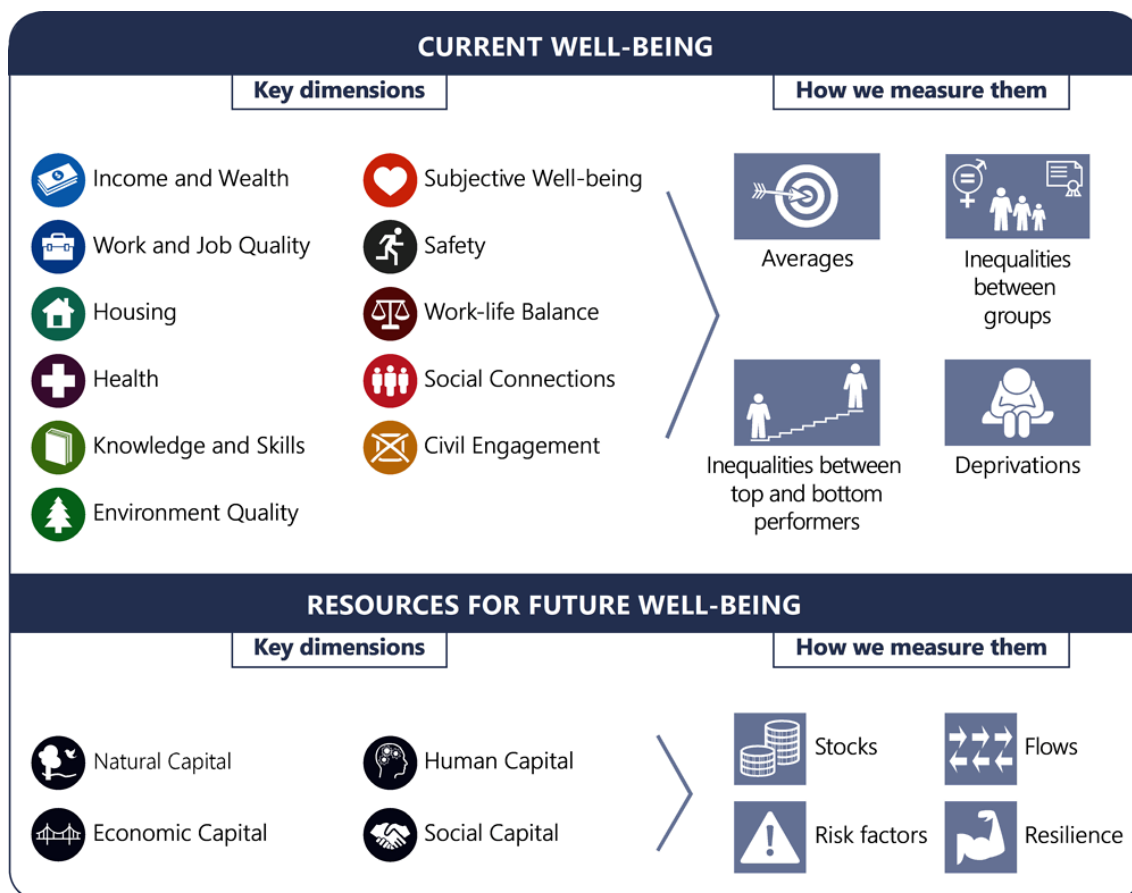 CURRENT WELL-BEING
Key dimensions
How we measure them
Income and Wealth
Work and Job Quality
Housing
Health
Knowledge and Skills
Environment Quality
Subjective Well-being
Safety
Work-life Balance
Social Connections
Civil Engagement
Averages
Inequalities
between
groups
Inequalities between
top and bottom
performers
Deprivations
RESOURCES FOR FUTURE WELL-BEING
Key dimensions
How we measure them
Natural Capital
Economic Capital
Human Capital
Social Capital
Stocks
Flows
Risk factors
Resilience